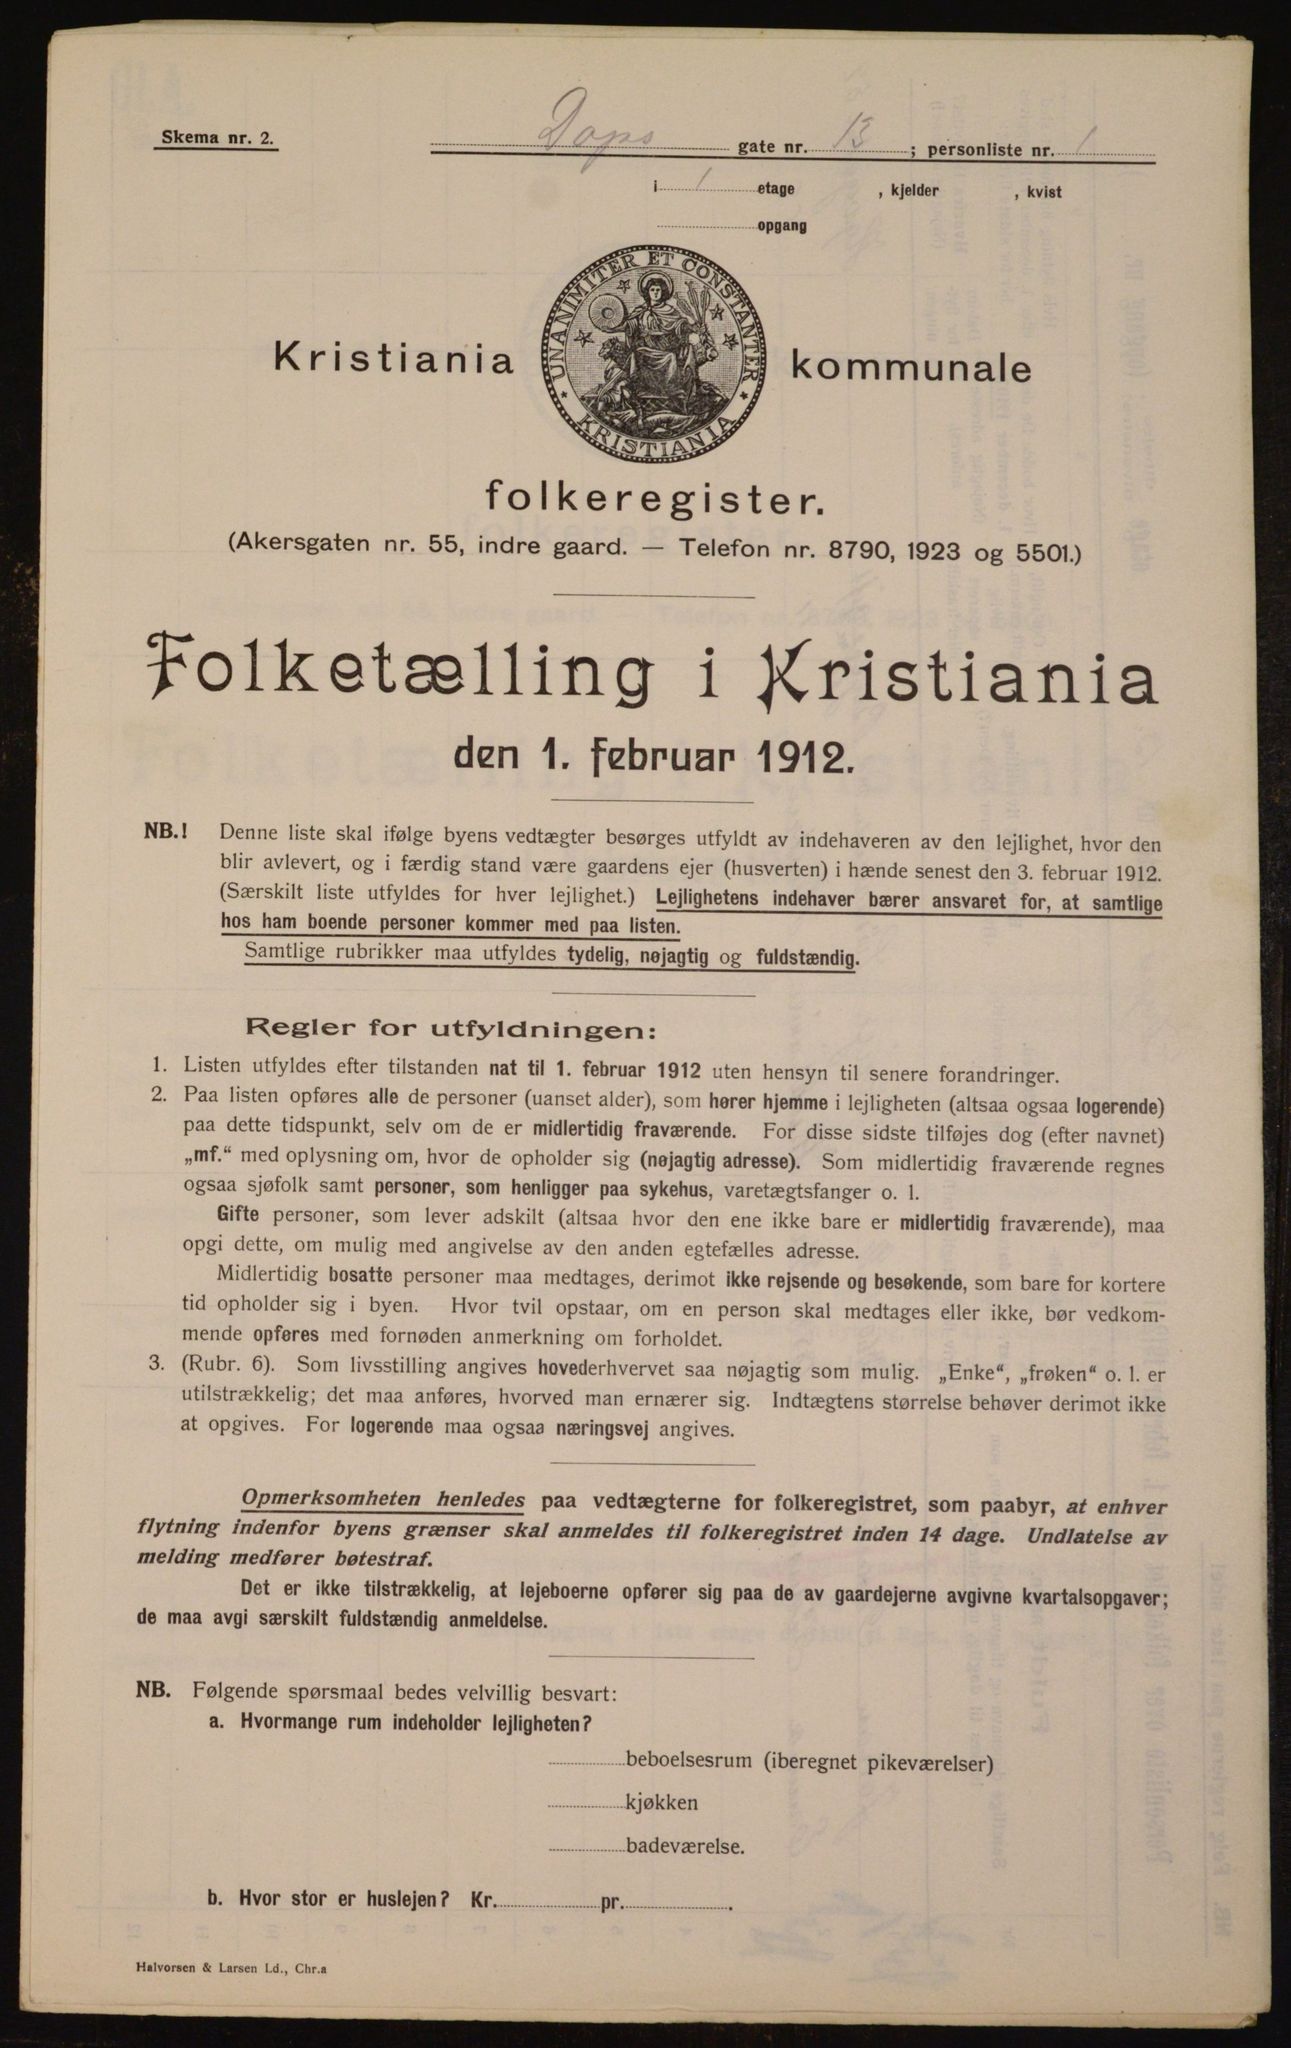 Skema nr. 2.
Daps gate nr. 13 ; personliste nr. 1
i 1 etage , kjelder , kvist
opgang
UNANIMITER ET CONSTANTER
KRISTIANIA
Kristiania kommunale
folkeregister.
(Akersgaten nr. 55, indre gaard. — Telefon nr. 8790, 1923 og 5501.)
Folketælling i Kristiania
den 1. februar 1912.
NB.! Denne liste skal ifølge byens vedtægter besørges utfyldt av indehaveren av den lejlighet, hvor den
blir avlevert, og i færdig stand være gaardens ejer (husverten) i hænde senest den 3. februar 1912.
(Særskilt liste utfyldes for hver lejlighet.) Lejlighetens indehaver bærer ansvaret for, at samtlige
hos ham boende personer kommer med paa listen.
Samtlige rubrikker maa utfyldes tydelig, nøjagtig og fuldstændig.
Regler for utfyldningen:
1. Listen utfyldes efter tilstanden nat til 1. februar 1912 uten hensyn til senere forandringer.
2. Paa listen opføres alle de personer (uanset alder), som hører hjemme i lejligheten (altsaa ogsaa logerende)
paa dette tidspunkt, selv om de er midlertidig fraværende. For disse sidste tilføjes dog (efter navnet)
„mf.“ med oplysning om, hvor de opholder sig (nøjagtig adresse). Som midlertidig fraværende regnes
ogsaa sjøfolk samt personer, som henligger paa sykehus, varetægtsfanger o. l.
Gifte personer, som lever adskilt (altsaa hvor den ene ikke bare er midlertidig fraværende), maa
opgi dette, om mulig med angivelse av den anden egtefælles adresse.
Midlertidig bosatte personer maa medtages, derimot ikke rejsende og besøkende, som bare for kortere
tid opholder sig i byen. Hvor tvil opstaar, om en person skal medtages eller ikke, bør vedkom-
mende opføres med fornøden anmerkning om forholdet.
3. (Rubr. 6). Som livsstilling angives hovederhvervet saa nøjagtig som mulig. „Enke“, „frøken“ o. l. er
utilstrækkelig; det maa anføres, hvorved man ernærer sig. Indtægtens størrelse behøver derimot ikke
at opgives. For logerende maa ogsaa næringsvej angives.
Opmerksomheten henledes paa vedtægterne for folkeregistret, som paabyr, at enhver
flytning indenfor byens grænser skal anmeldes til folkeregistret inden 14 dage. Undlatelse av
melding medfører bøtestraf.
Det er ikke tilstrækkelig, at lejeboerne opfører sig paa de av gaardejerne avgivne kvartalsopgaver;
de maa avgi særskilt fuldstændig anmeldelse.
NB. Følgende spørsmaal bedes velvillig besvart:
a. Hvormange rum indeholder lejligheten?
beboelsesrum (iberegnet pikeværelser)
kjøkken
badeværelse.
b. Hvor stor er huslejen? Kr. pr. .
Halvorsen & Larsen Ld., Chr.a